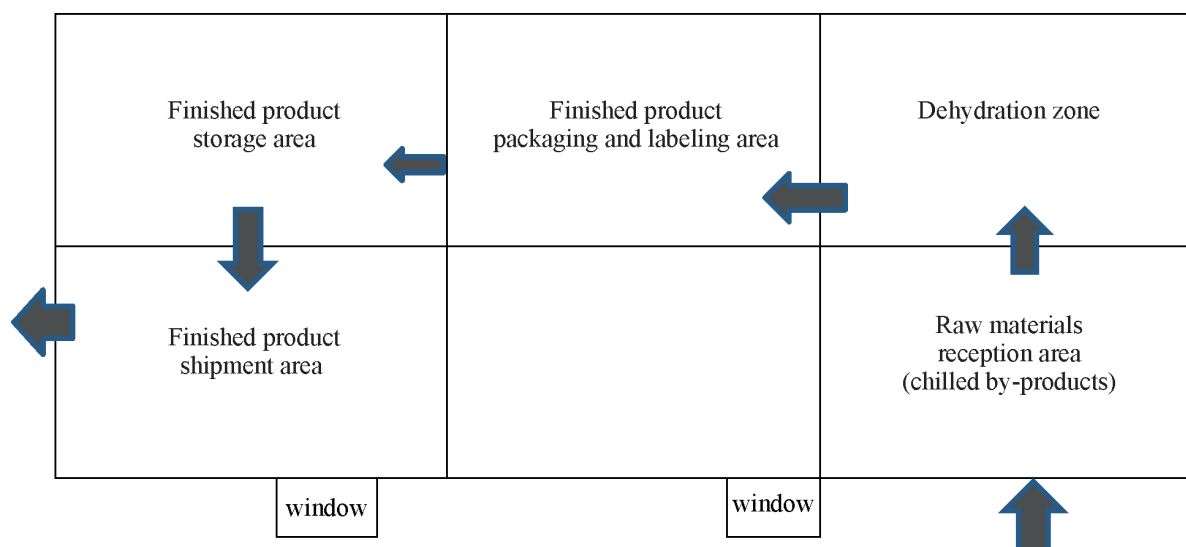 Finished product
storage area
Finished product
packaging and labeling area
Dehydration zone
Finished product
shipment area
Raw materials
reception area
(chilled by-products)
window
window